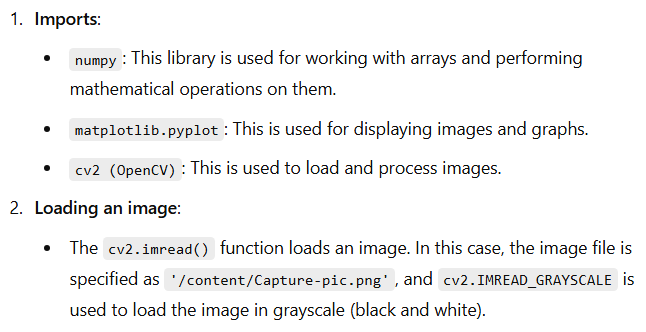 1. Imports:
• numpy: This library is used for working with arrays and performing
mathematical operations on them.
• matplotlib.pyplot: This is used for displaying images and graphs.
• cv2 (OpenCV): This is used to load and process images.
2. Loading an image:
• The cv2.imread() function loads an image. In this case, the image file is
specified as '/content/Capture-pic.png', and cv2.IMREAD_GRAYSCALE is
used to load the image in grayscale (black and white).